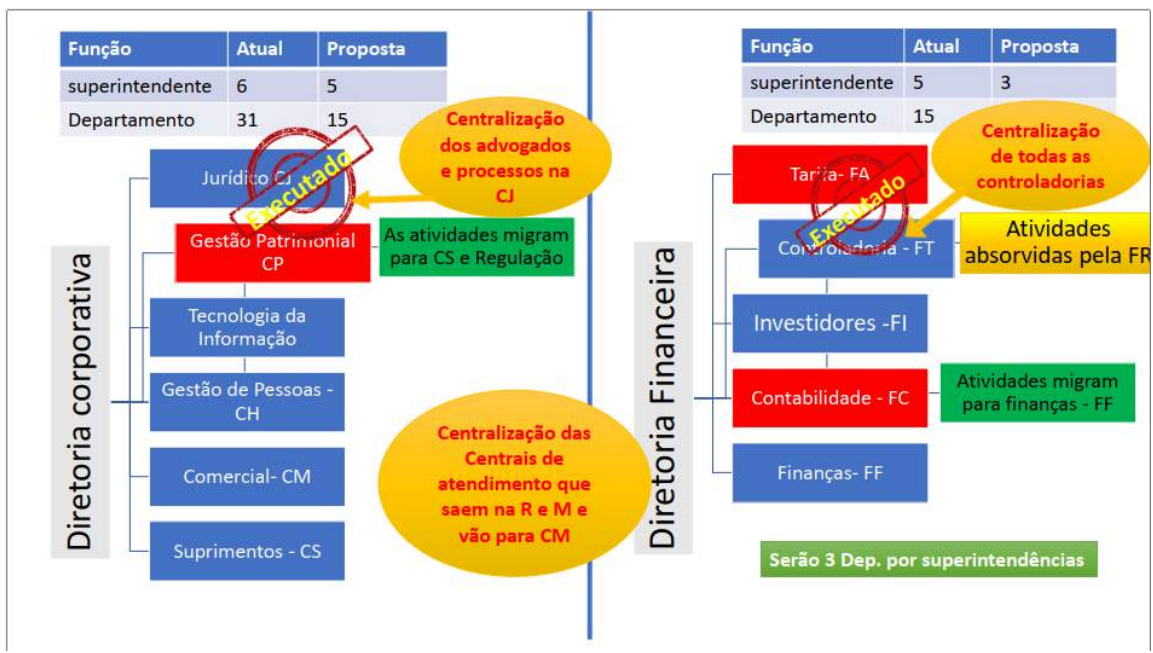 Função Atual Proposta
superintendente 6 5
Departamento 31 15
Centralização
dos advogados
e processos na
CJ
Jurídico CJ
Executado
Gestão Patrimonial
CP
As atividades migram
para CS e Regulação
Tecnologia da
Informação
Gestão de Pessoas -
CH
Comercial- CM
Suprimentos - CS
Diretoria corporativa
Centralização das
Centrais de
atendimento que
saem na R e M e
vão para CM
Função Atual Proposta
superintendente 5 3
Departamento 15
Centralização
de todas as
controladorias
Tarifa- FA
Executado
Controladoria - FT
Atividades
absorvidas pela FR
Investidores -FI
Contabilidade - FC
Atividades migram
para finanças - FF
Finanças- FF
Diretoria Financeira
Serão 3 Dep. por superintendências